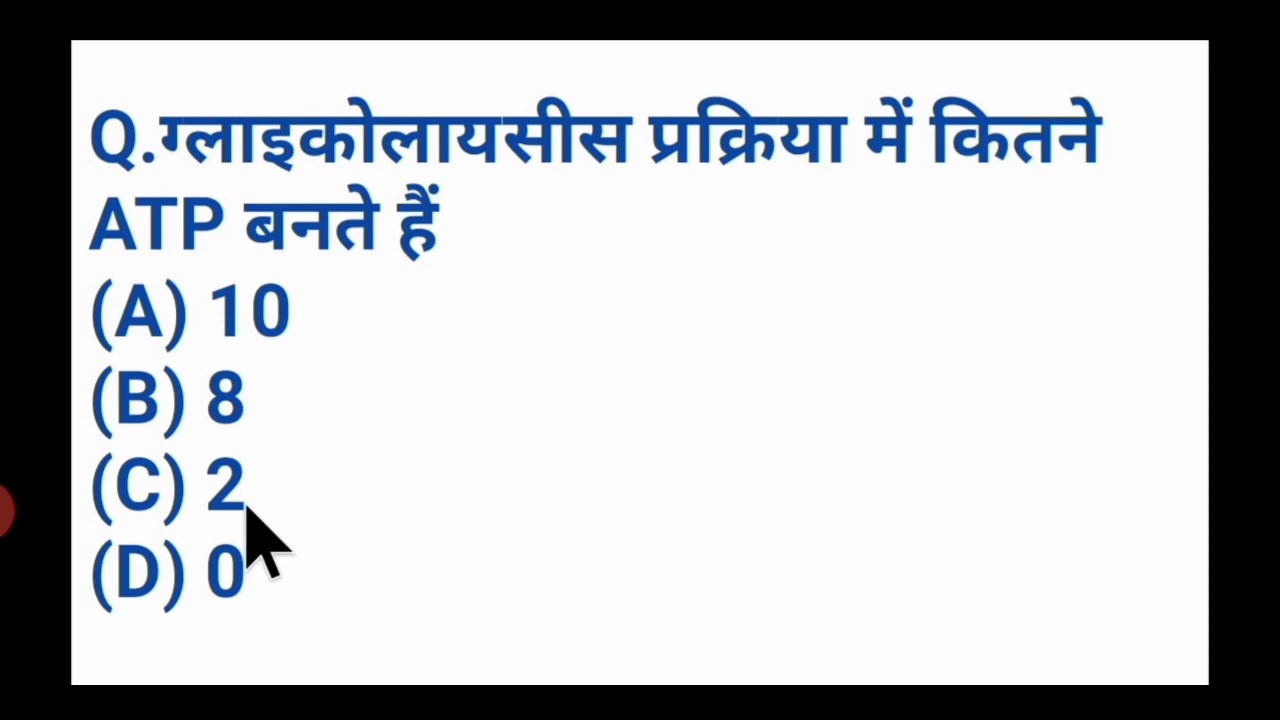 Q.ग्लाइकोलायसीस प्रक्रिया में कितने
ATP बनते हैं
(A) 10
(B) 8
(C) 2
(D) 0